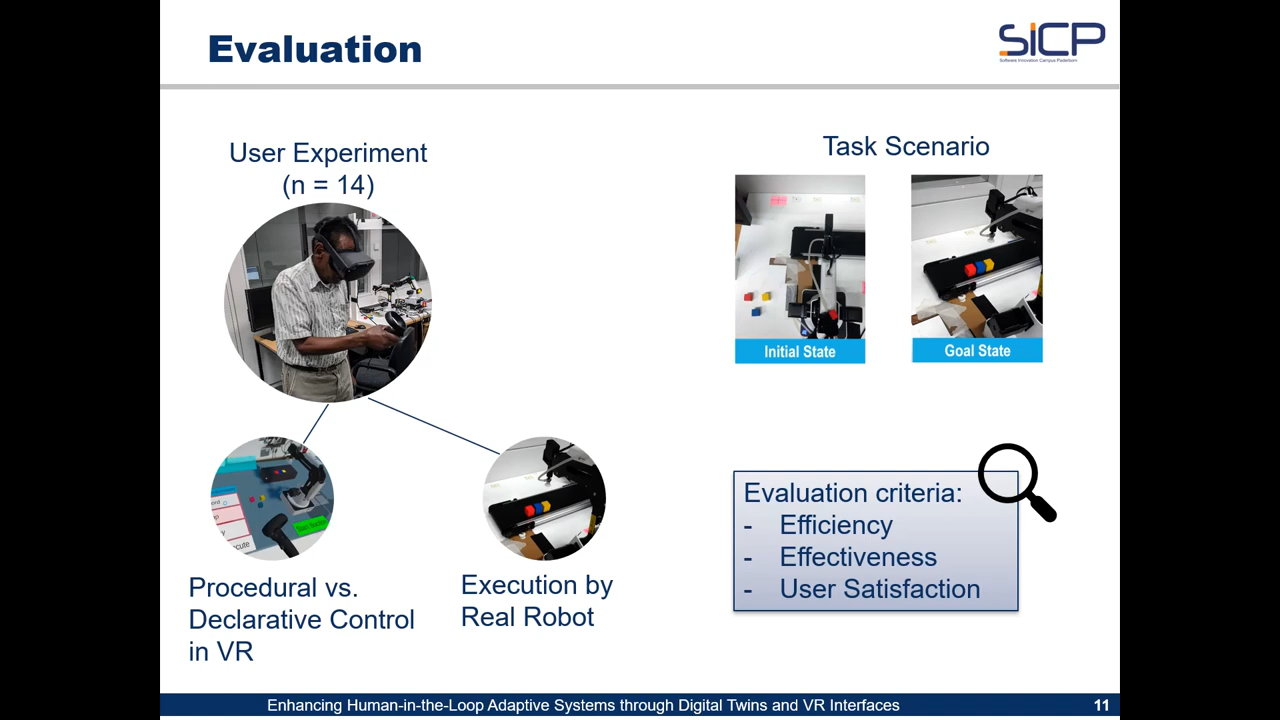 Evaluation
SICP
Software Innovation Campus Paderborn
User Experiment
(n = 14)
Task Scenario
Initial State
Goal State
Procedural vs.
Declarative Control
in VR
Execution by
Real Robot
Evaluation criteria:
- Efficiency
- Effectiveness
- User Satisfaction
Enhancing Human-in-the-Loop Adaptive Systems through Digital Twins and VR Interfaces
11